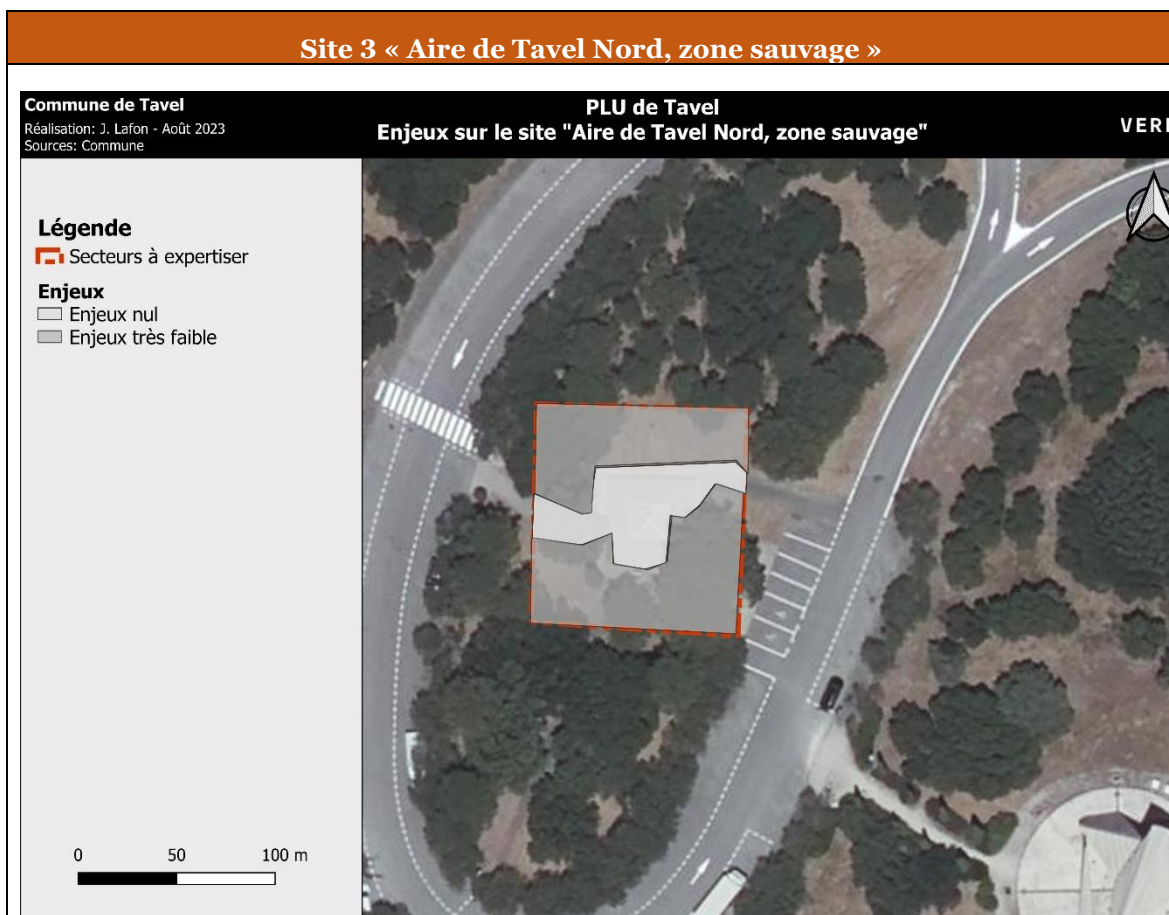 Site 3 « Aire de Tavel Nord, zone sauvage »
Commune de Tavel
Réalisation: J. Lafon - Août 2023
Sources: Commune
PLU de Tavel
Enjeux sur le site "Aire de Tavel Nord, zone sauvage"
Légende
Secteurs à expertiser
Enjeux
Enjeux nul
Enjeux très faible
0 50 100 m